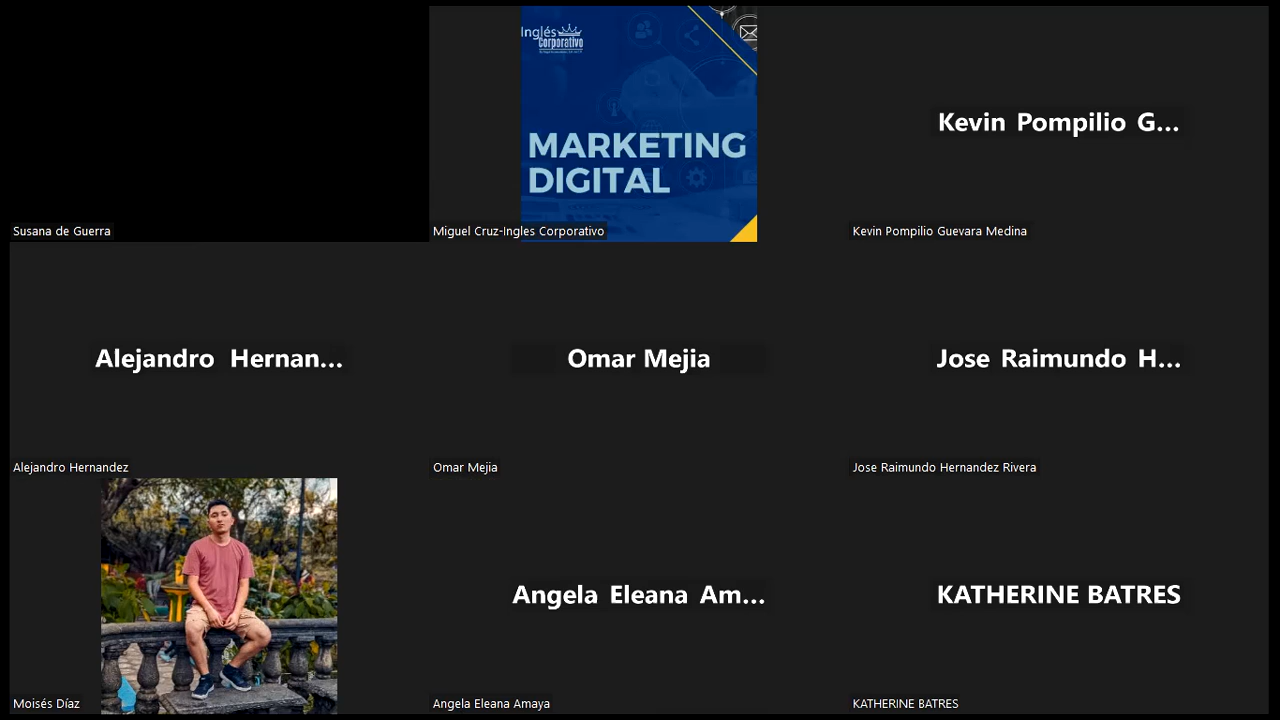 Inglés
Corporativo
MARKETING
DIGITAL
Susana de Guerra
Miguel Cruz-Ingles Corporativo
Kevin Pompilio G...
Kevin Pompilio Guevara Medina
Alejandro Hernan...
Alejandro Hernandez
Omar Mejia
Omar Mejia
Jose Raimundo H...
Jose Raimundo Hernandez Rivera
Moisés Díaz
Angela Eleana Am...
Angela Eleana Amaya
KATHERINE BATRES
KATHERINE BATRES